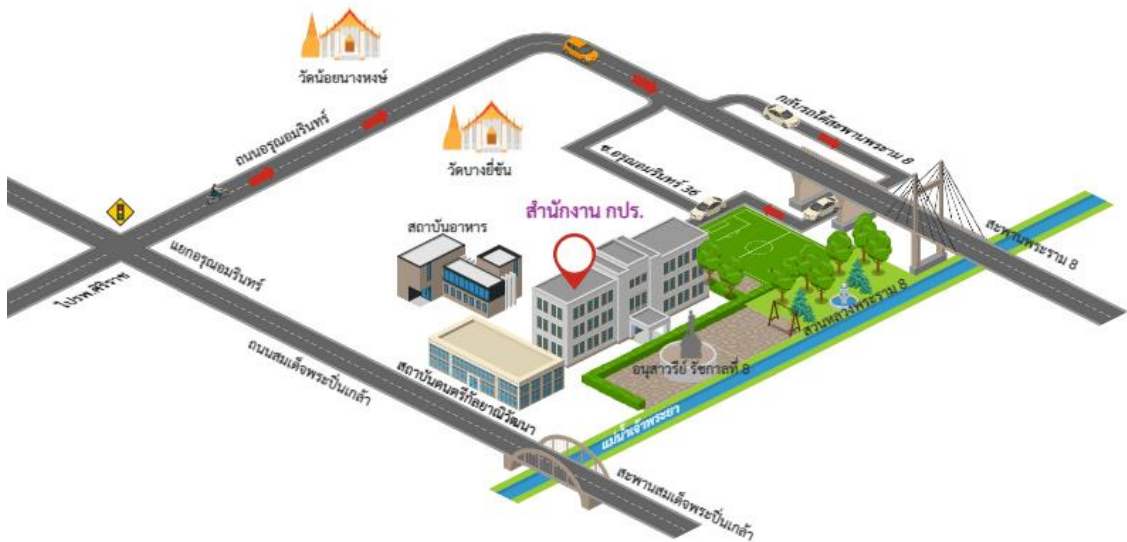 วัดน้อยนางหงษ์
ถนนอรุณอมรินทร์
วัดบางยี่ขัน
กลับรถใต้สะพานพระราม 8
ซ.อรุณอมรินทร์ 36
สำนักงาน กปร.
สถาบันอาหาร
สะพานพระราม 8
แยกอรุณอมรินทร์
ไปรพ.ศิริราช
สวนหลวงพระราม 8
ถนนสมเด็จพระปิ่นเกล้า
สถาบันดนตรีกัลยาณิวัฒนา
อนุสาวรีย์ รัชกาลที่ 8
แม่น้ำเจ้าพระยา
สะพานสมเด็จพระปิ่นเกล้า